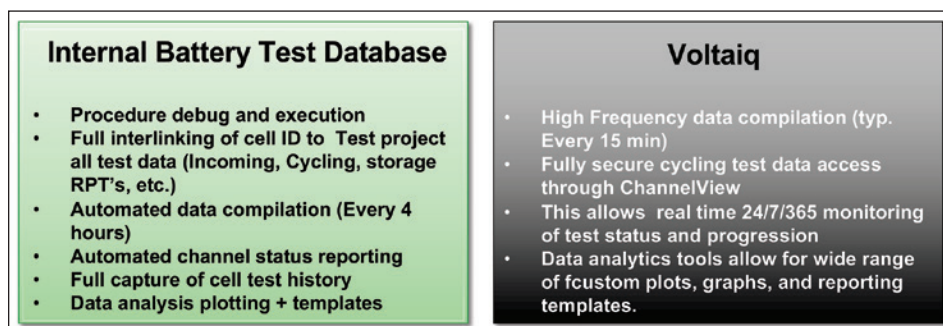 Internal Battery Test Database
• Procedure debug and execution
• Full interlinking of cell ID to Test project
all test data (Incoming, Cycling, storage
RPT's, etc.)
• Automated data compilation (Every 4
hours)
• Automated channel status reporting
• Full capture of cell test history
• Data analysis plotting + templates
Voltaiq
• High Frequency data compilation (typ.
Every 15 min)
• Fully secure cycling test data access
through ChannelView
• This allows real time 24/7/365 monitoring
of test status and progression
• Data analytics tools allow for wide range
of fcustom plots, graphs, and reporting
templates.